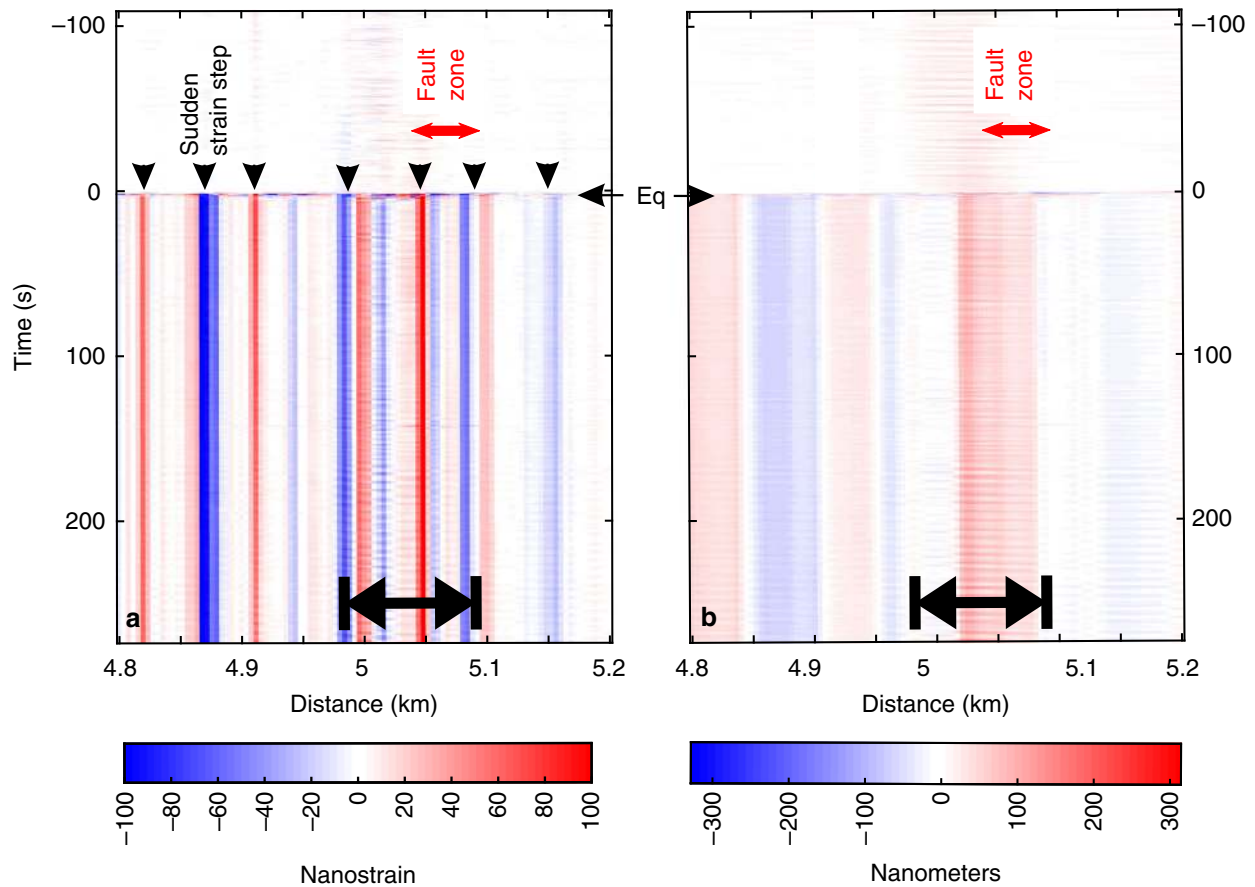 −100
0
100
200
Time (s)
Sudden
strain step
Fault
zone
a
4.8
4.9
5
5.1
5.2
Distance (km)
−100
−80
−60
−40
−20
0
20
40
60
80
100
Nanostrain
Eq
Fault
zone
b
−100
0
100
200
4.8
4.9
5
5.1
5.2
Distance (km)
−300
−200
−100
0
100
200
300
Nanometers